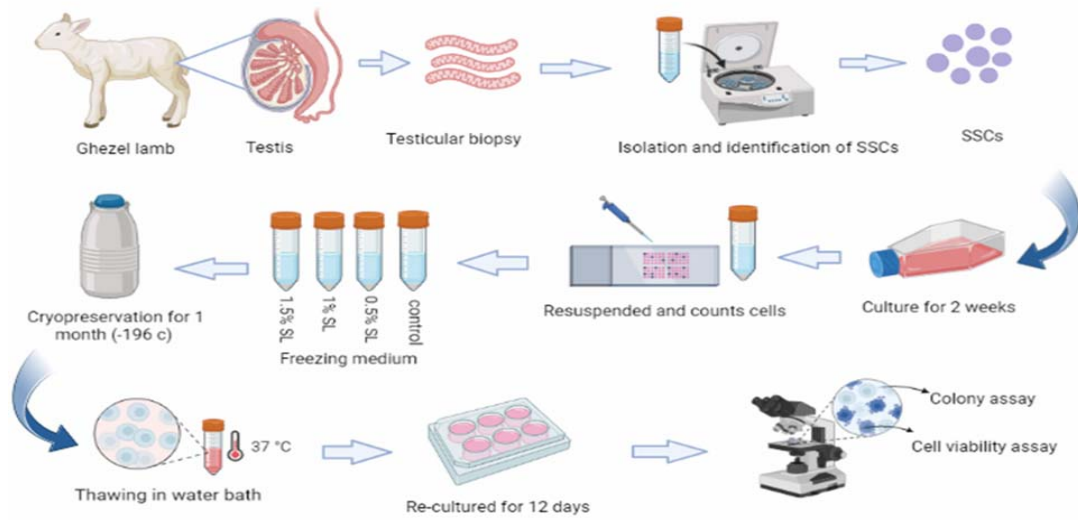 Ghezel lamb
Testis
Testicular biopsy
Isolation and identification of SSCs
SSCs
Culture for 2 weeks
Resuspended and counts cells
control
0.5% SL
1% SL
1.5% SL
Freezing medium
Cryopreservation for 1
month (-196 c)
37 °C
Thawing in water bath
Re-cultured for 12 days
Colony assay
Cell viability assay